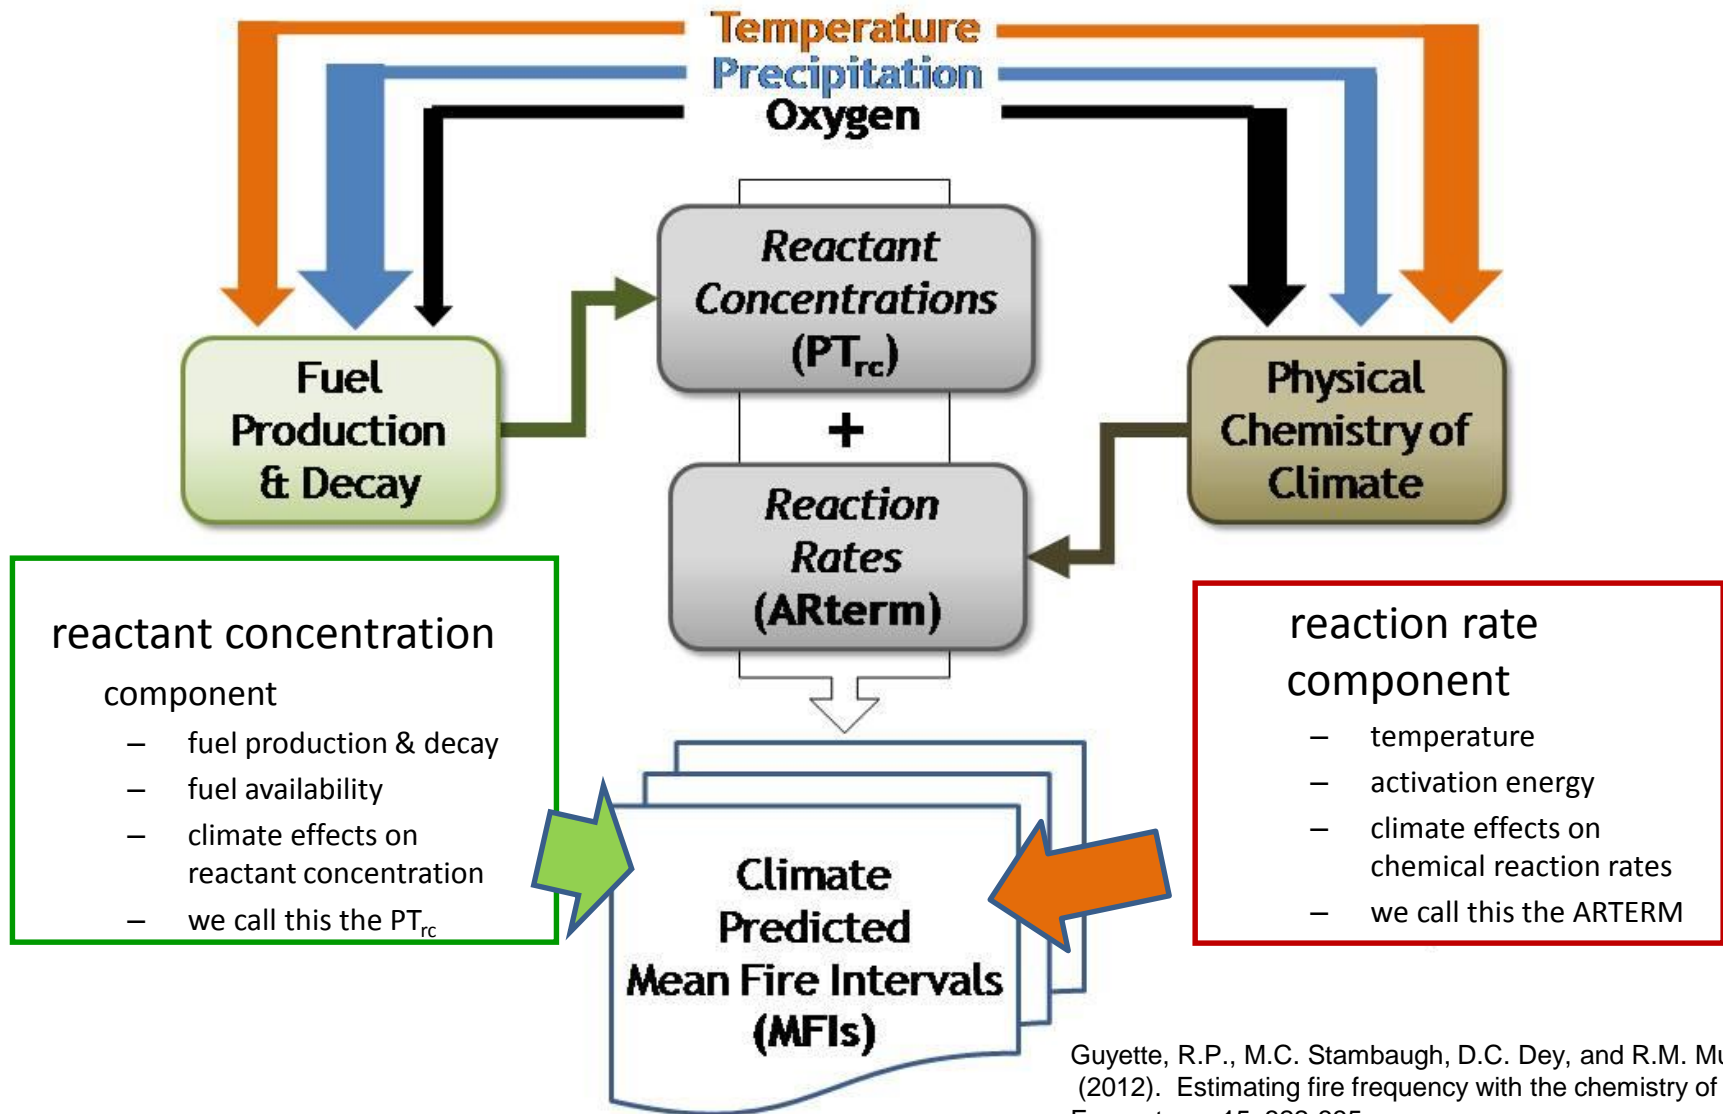 Temperature
Precipitation
Oxygen
Reactant
Concentrations
(PTrc)
+
Reaction
Rates
(ARterm)
Fuel
Production
& Decay
Physical
Chemistry of
Climate
reactant concentration
component
– fuel production & decay
– fuel availability
– climate effects on
reactant concentration
– we call this the PTrc
reaction rate
component
– temperature
– activation energy
– climate effects on
chemical reaction rates
– we call this the ARTERM
Climate
Predicted
Mean Fire Intervals
(MFIs)
Guyette, R.P., M.C. Stambaugh, D.C. Dey, and R.M.
(2012). Estimating fire frequency with the chemistry of